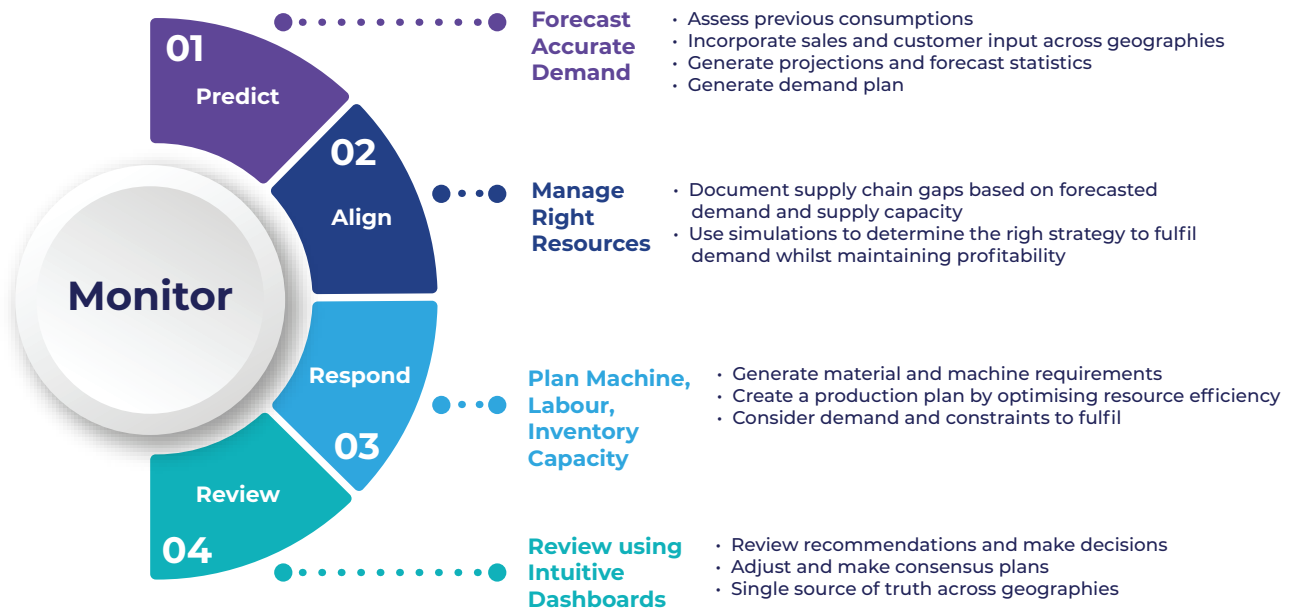 01
Predict
Forecast
Accurate
Demand
• Assess previous consumptions
• Incorporate sales and customer input across geographies
• Generate projections and forecast statistics
• Generate demand plan
02
Align
Manage
Right
Resources
• Document supply chain gaps based on forecasted
demand and supply capacity
• Use simulations to determine the righ strategy to fulfil
demand whilst maintaining profitability
Monitor
Respond
03
Plan Machine,
Labour,
Inventory
Capacity
• Generate material and machine requirements
• Create a production plan by optimising resource efficiency
• Consider demand and constraints to fulfil
Review
04
Review using
Intuitive
Dashboards
• Review recommendations and make decisions
• Adjust and make consensus plans
• Single source of truth across geographies